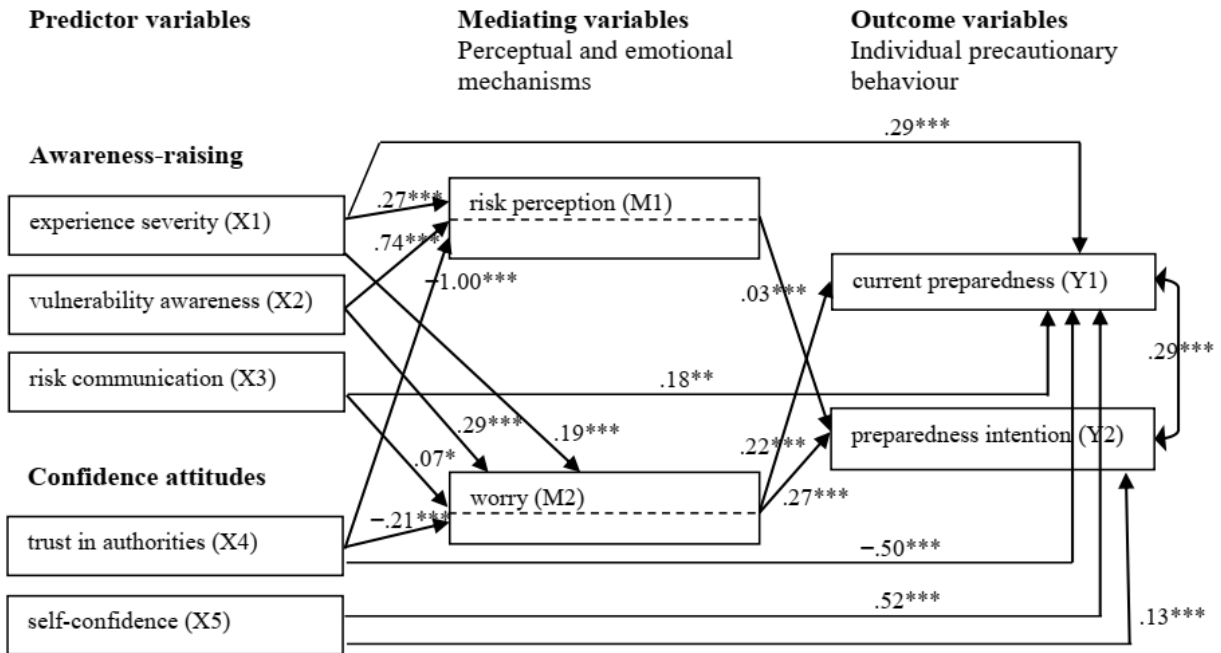 Predictor variables
Mediating variables
Perceptual and emotional
mechanisms
Outcome variables
Individual precautionary
behaviour
.29***
Awareness-raising
experience severity (X1)
.27***
risk perception (M1)
.74***
−1.00***
vulnerability awareness (X2)
.03***
current preparedness (Y1)
.29***
risk communication (X3)
.18**
.29***
.19***
.07*
.22***
preparedness intention (Y2)
Confidence attitudes
worry (M2)
.27***
−.21***
trust in authorities (X4)
−.50***
self-confidence (X5)
.52***
.13***